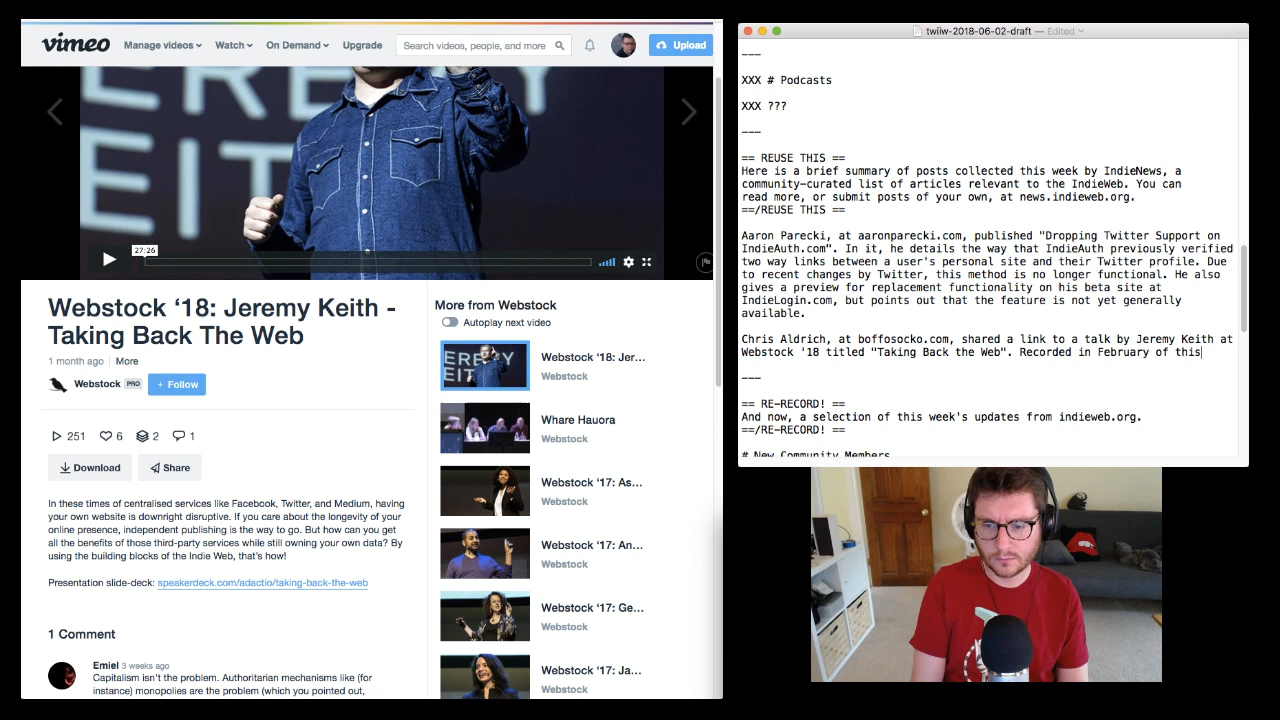 vimeo Manage videos Watch On Demand Upgrade Search videos, people, and more Upload
EREBY
EIT
27:26
Webstock ‘18: Jeremy Keith -
Taking Back The Web
1 month ago More
Webstock PRO + Follow
251 6 2 1
Download Share
In these times of centralised services like Facebook, Twitter, and Medium, having
your own website is downright disruptive. If you care about the longevity of your
online presence, independent publishing is the way to go. But how can you get
all the benefits of those third-party services while still owning your own data? By
using the building blocks of the Indie Web, that's how!
Presentation slide-deck: speakerdeck.com/adactio/taking-back-the-web
1 Comment
Emiel 3 weeks ago
Capitalism isn't the problem. Authoritarian mechanisms like (for
instance) monopolies are the problem (which you pointed out,
More from Webstock
Autoplay next video
Webstock ‘18: Jer...
Webstock
Whare Hauora
Webstock
Webstock ‘17: As...
Webstock
Webstock ‘17: An...
Webstock
Webstock ‘17: Ge...
Webstock
Webstock ‘17: Ja...
Webstock
twiiw-2018-06-02-draft — Edited
---
XXX # Podcasts
XXX ???
---
== REUSE THIS ==
Here is a brief summary of posts collected this week by IndieNews, a
community-curated list of articles relevant to the IndieWeb. You can
read more, or submit posts of your own, at news.indieweb.org.
==/REUSE THIS ==
Aaron Parecki, at aaronparecki.com, published "Dropping Twitter Support on
IndieAuth.com". In it, he details the way that IndieAuth previously verified
two way links between a user's personal site and their Twitter profile. Due
to recent changes by Twitter, this method is no longer functional. He also
gives a preview for replacement functionality on his beta site at
IndieLogin.com, but points out that the feature is not yet generally
available.
Chris Aldrich, at boffosocko.com, shared a link to a talk by Jeremy Keith at
Webstock '18 titled "Taking Back the Web". Recorded in February of this
---
== RE-RECORD! ==
And now, a selection of this week's updates from indieweb.org.
==/RE-RECORD! ==
# New Community Members